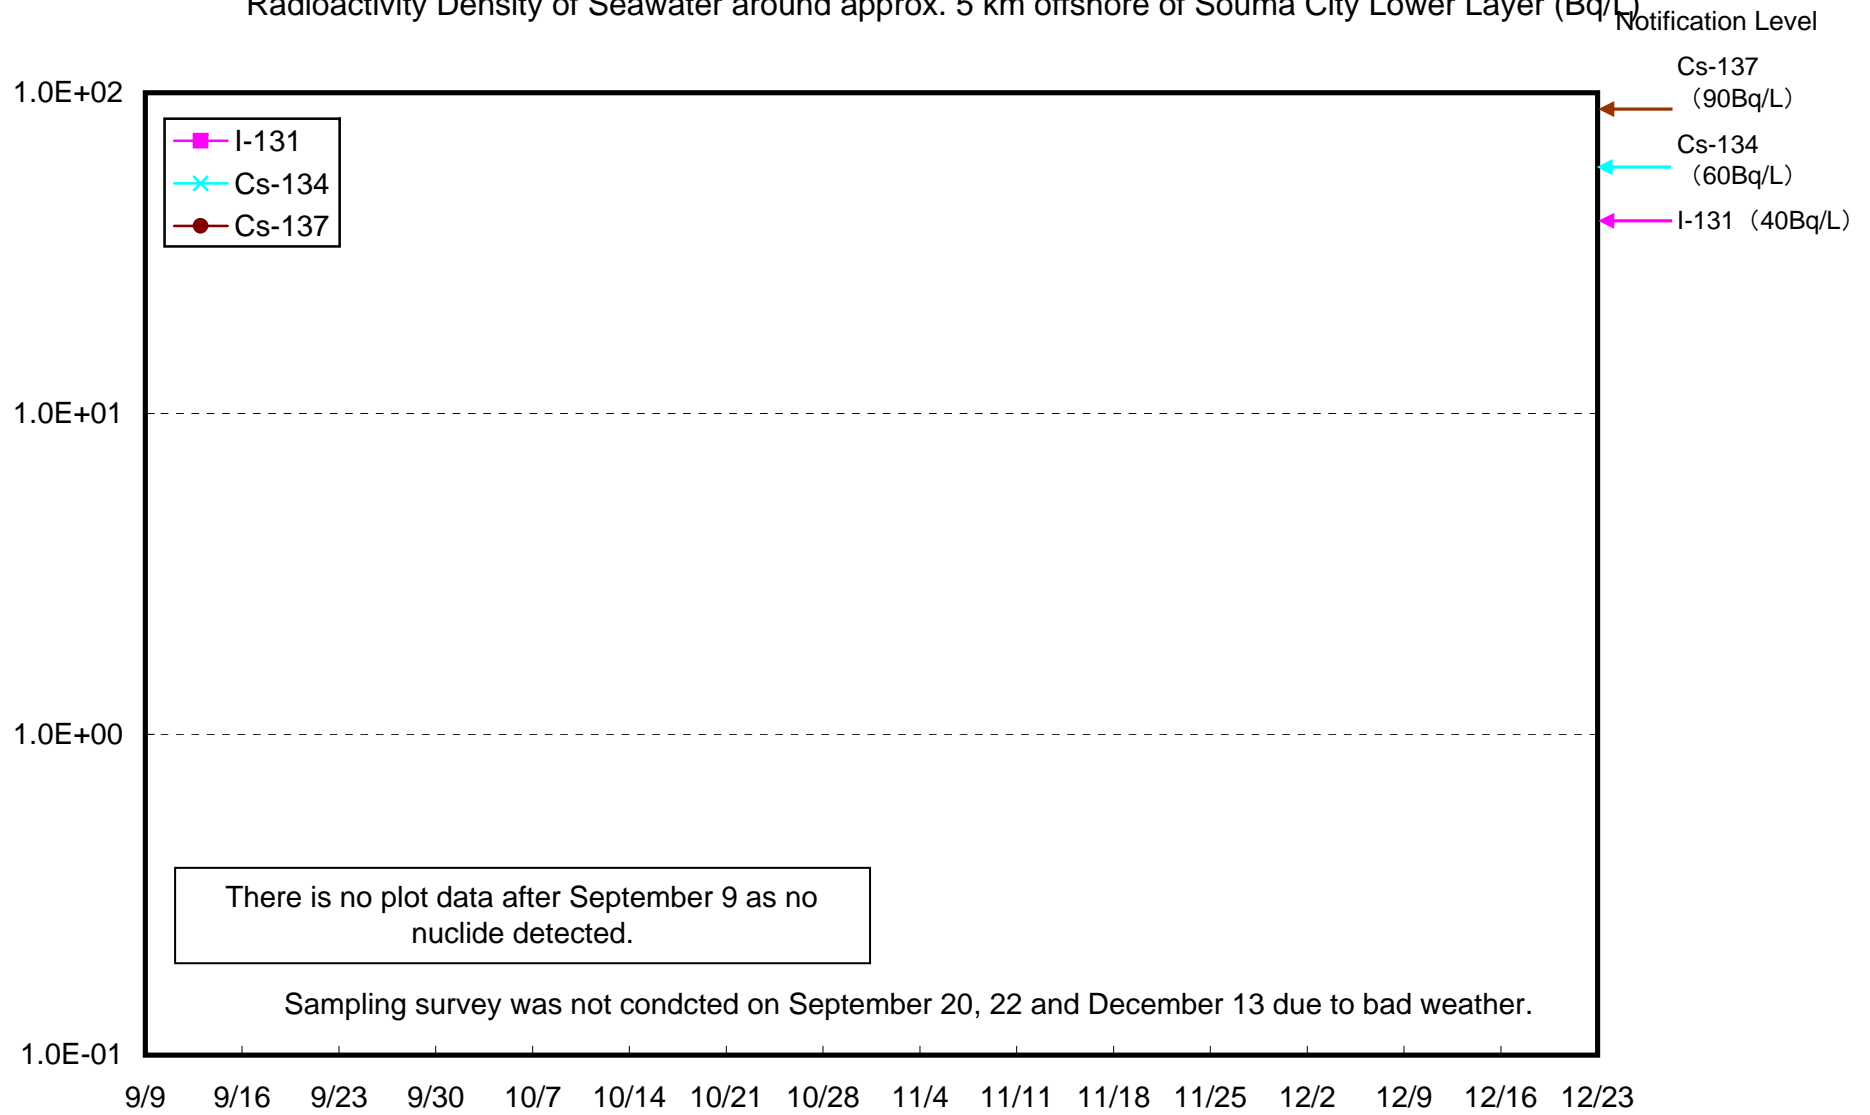 Radioactivity Density of Seawater around approx. 5 km offshore of Souma City Lower Layer (Bq/L)
Notification Level
Cs-137
（90Bq/L）
Cs-134
（60Bq/L）
I-131（40Bq/L）
1.0E+02
1.0E+01
1.0E+00
1.0E-01
I-131
Cs-134
Cs-137
There is no plot data after September 9 as no
nuclide detected.
Sampling survey was not condcted on September 20, 22 and December 13 due to bad weather.
9/9 9/16 9/23 9/30 10/7 10/14 10/21 10/28 11/4 11/11 11/18 11/25 12/2 12/9 12/16 12/23